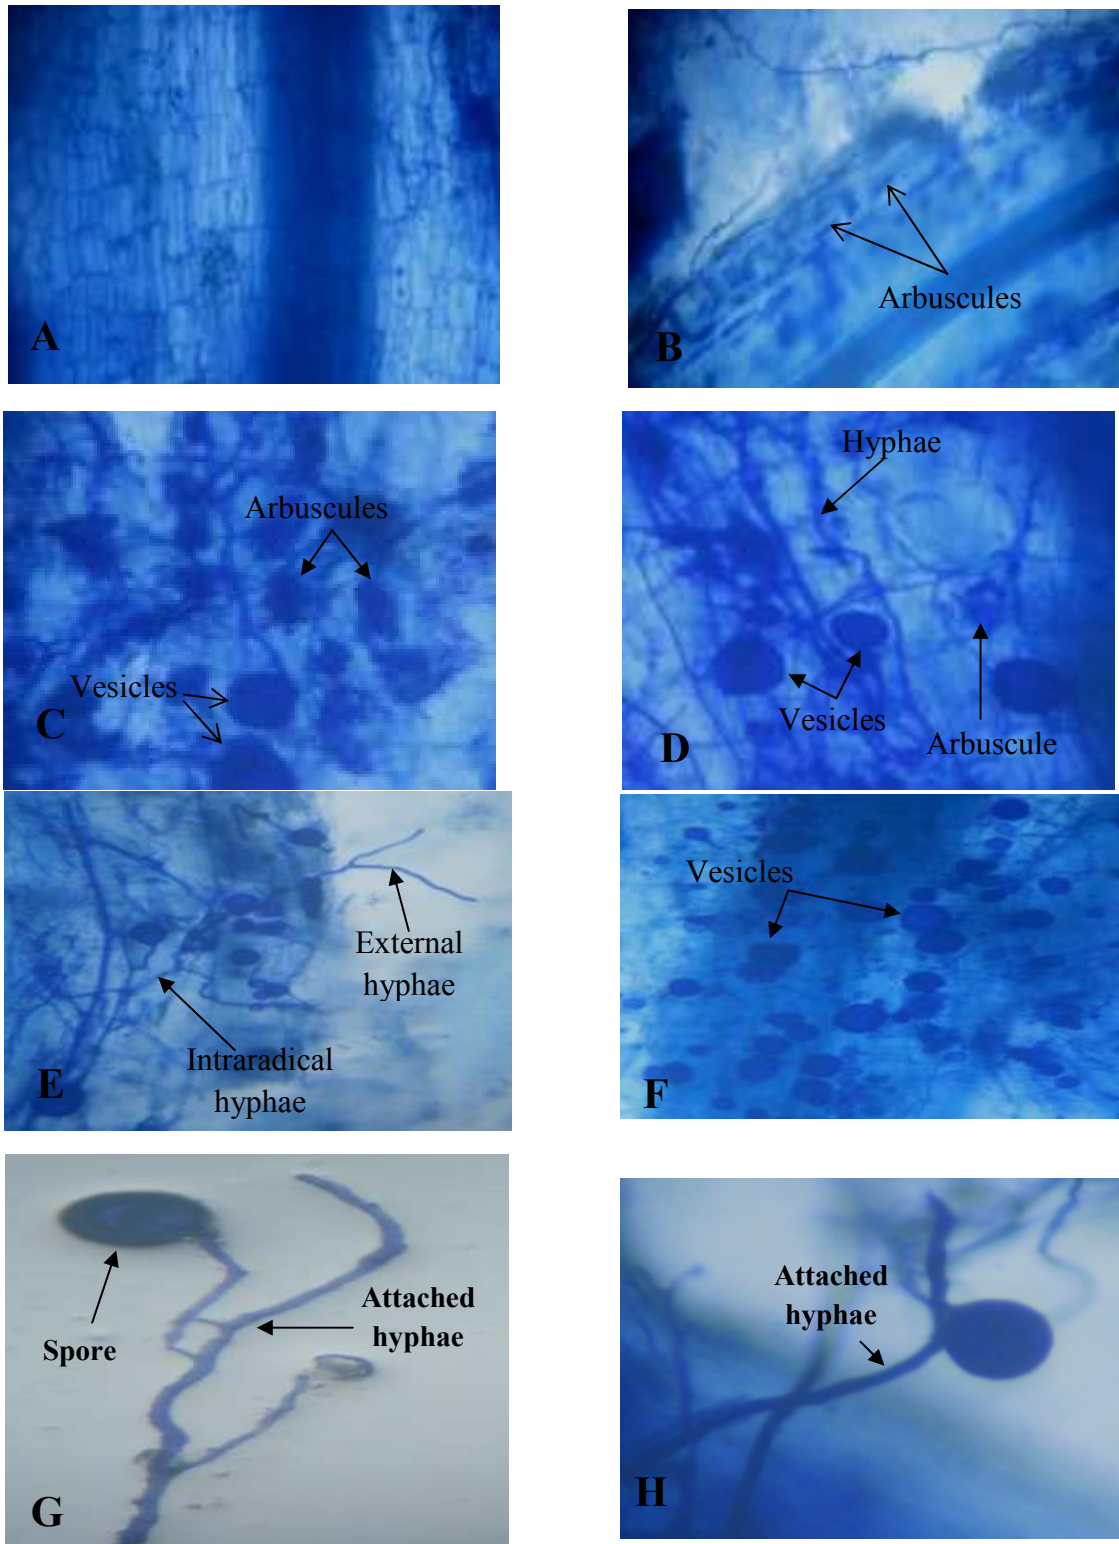 A
Arbuscules
B
Arbuscules
Vesicles
C
Hyphae
Vesicles
Arbuscule
D
External
hyphae
Intraradical
hyphae
E
Vesicles
F
Attached
hyphae
Spore
G
Attached
hyphae
H